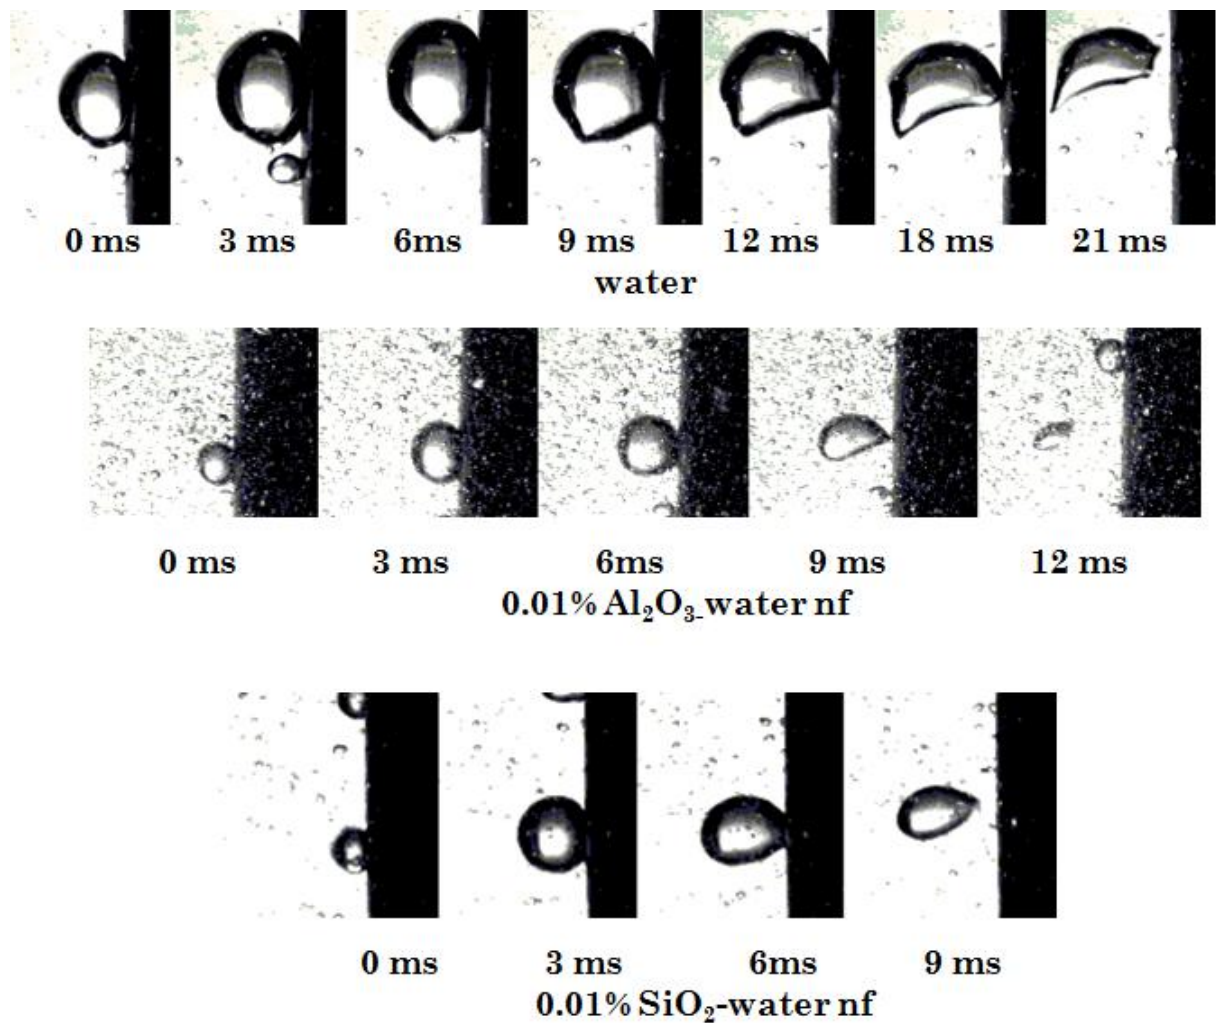 0 ms 3 ms 6ms 9 ms 12 ms 18 ms 21 ms
water
0 ms 3 ms 6ms 9 ms 12 ms
0.01% Al₂O₃-water nf
0 ms 3 ms 6ms 9 ms
0.01% SiO₂-water nf